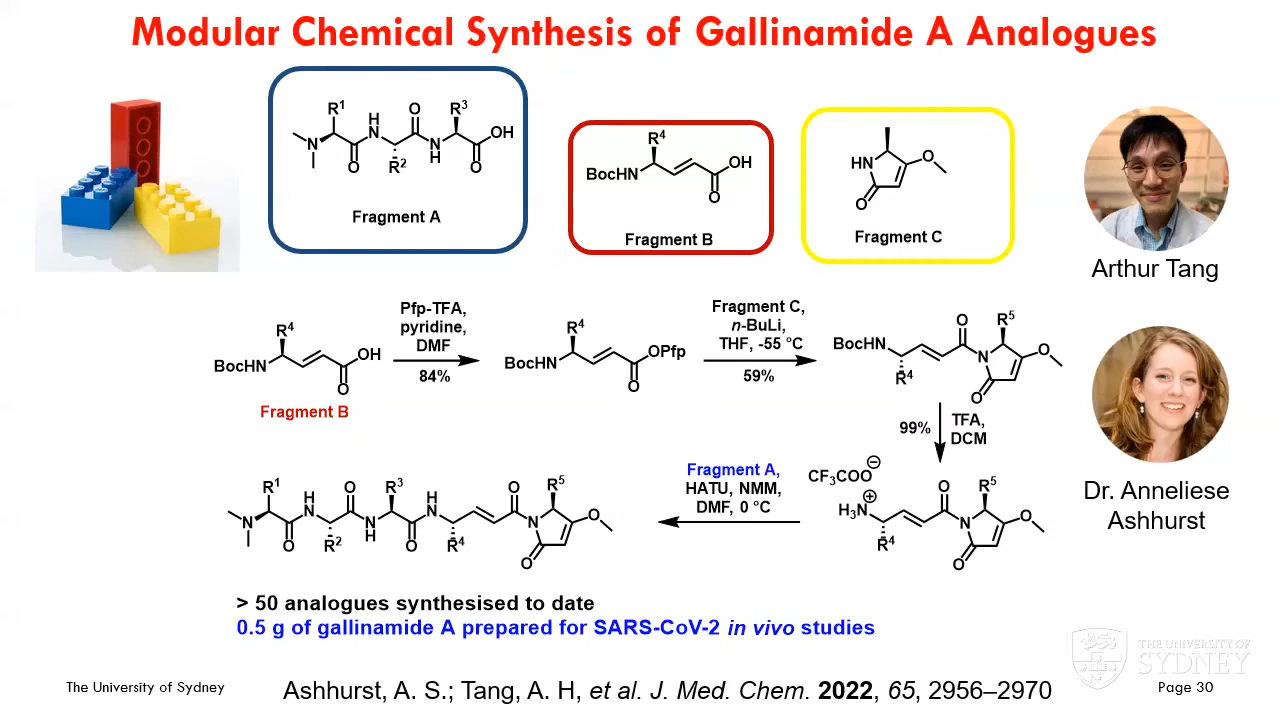 Modular Chemical Synthesis of Gallinamide A Analogues
R1
H
N
O
R3
OH
N
O
R2
N
H
O
Fragment A
R4
BocHN
OH
O
Fragment B
HN
O
O
Fragment C
Arthur Tang
R4
BocHN
OH
O
Fragment B
Pfp-TFA,
pyridine,
DMF
84%
R4
BocHN
OPfp
O
Fragment C,
n-BuLi,
THF, -55 °C
59%
BocHN
R4
O
R5
N
O
O
99%
TFA,
DCM
CF3COO⊖
⊕
H3N
R4
O
R5
N
O
O
Fragment A,
HATU, NMM,
DMF, 0 °C
R1
H
N
O
R3
H
N
O
R5
N
O
R2
N
H
O
R4
N
O
O
Dr. Anneliese
Ashhurst
> 50 analogues synthesised to date
0.5 g of gallinamide A prepared for SARS-CoV-2 in vivo studies
THE UNIVERSITY OF
SYDNEY
The University of Sydney
Ashhurst, A. S.; Tang, A. H, et al. J. Med. Chem. 2022, 65, 2956–2970
Page 30